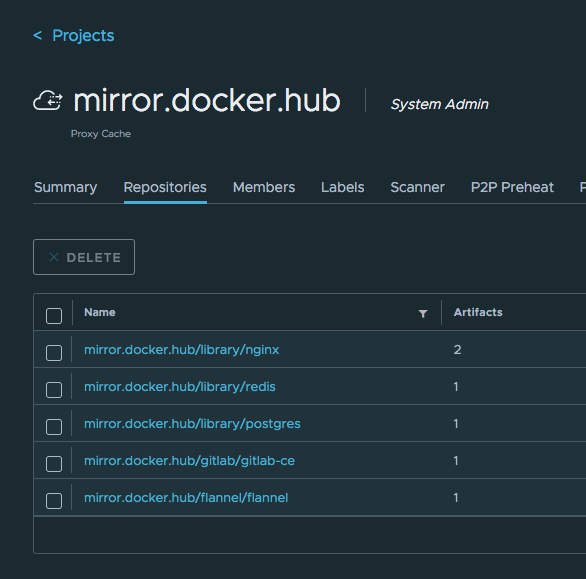 < Projects
mirror.docker.hub System Admin
Proxy Cache
Summary Repositories Members Labels Scanner P2P Preheat
DELETE
Name Artifacts
mirror.docker.hub/library/nginx 2
mirror.docker.hub/library/redis 1
mirror.docker.hub/library/postgres 1
mirror.docker.hub/gitlab/gitlab-ce 1
mirror.docker.hub/flannel/flannel 1